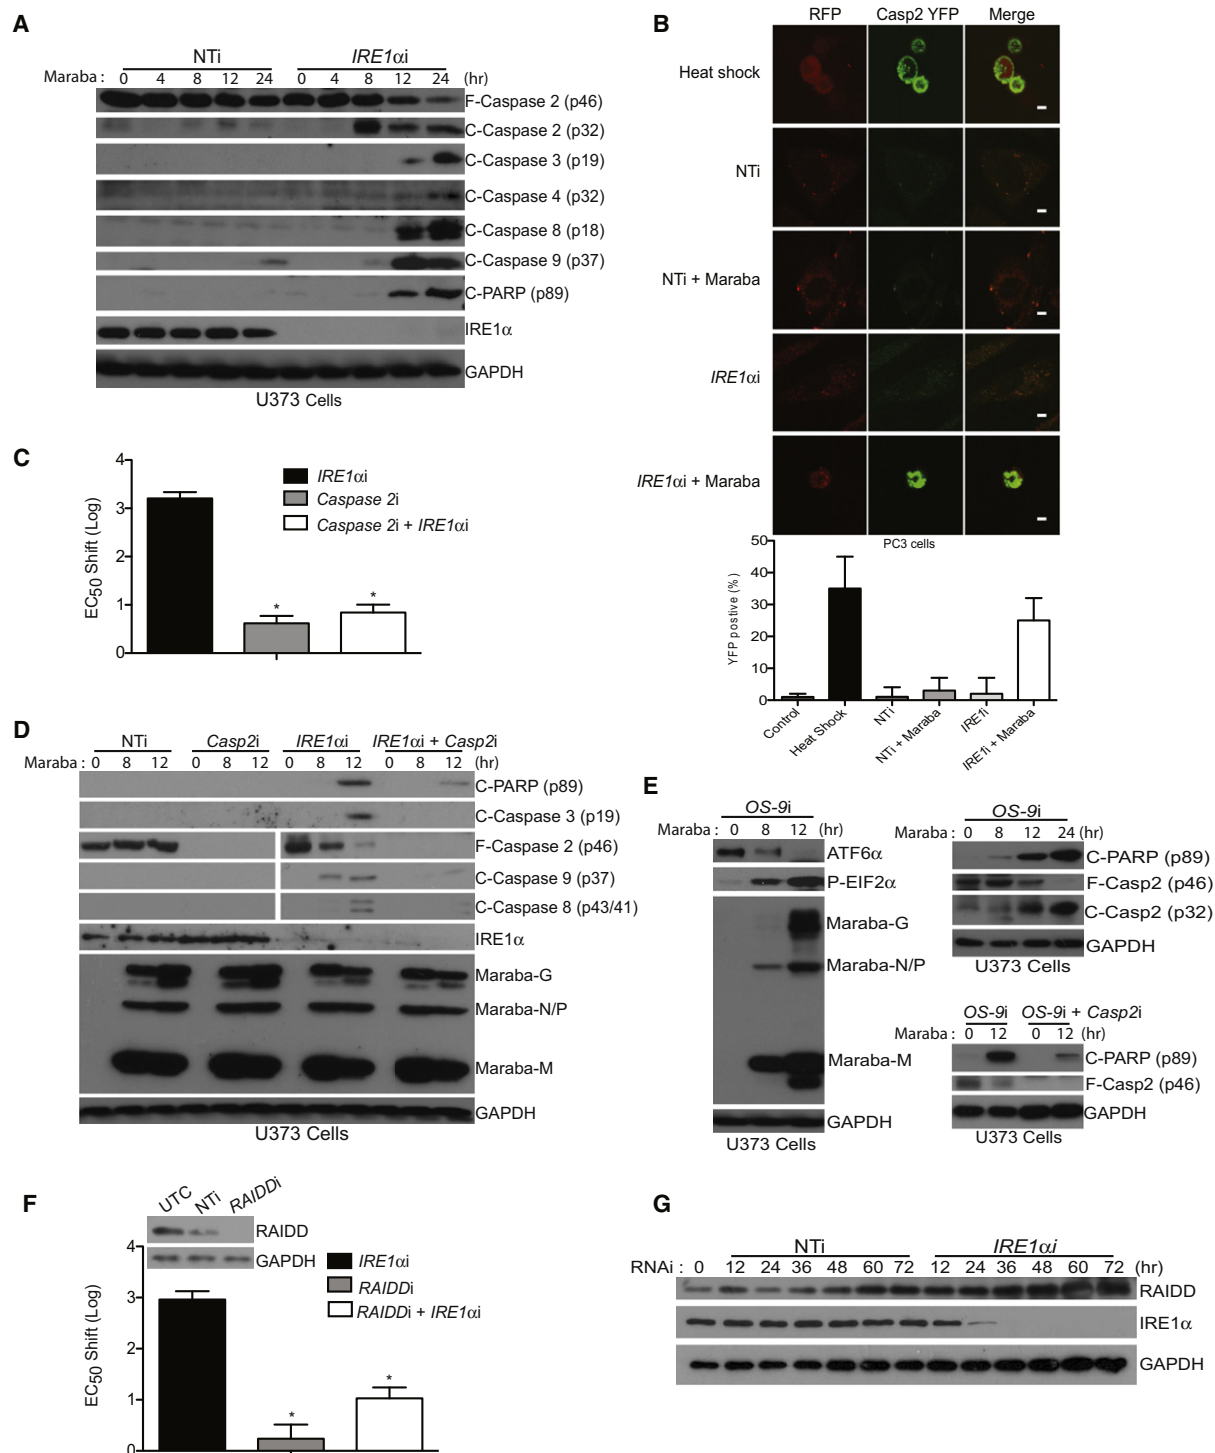 A
NTi IRE1αi
Maraba : 0 4 8 12 24 0 4 8 12 24 (hr)
F-Caspase 2 (p46)
C-Caspase 2 (p32)
C-Caspase 3 (p19)
C-Caspase 4 (p32)
C-Caspase 8 (p18)
C-Caspase 9 (p37)
C-PARP (p89)
IRE1α
GAPDH
U373 Cells
B
RFP Casp2 YFP Merge
Heat shock
NTi
NTi + Maraba
IRE1αi
IRE1αi + Maraba
PC3 cells
YFP postive (%)
50
40
30
20
10
0
Control
Heat Shock
NTi
NTi + Maraba
IRE1i
IRE1i + Maraba
C
EC50 Shift (Log)
4
3
2
1
0
* *
IRE1αi
Caspase 2i
Caspase 2i + IRE1αi
D
NTi Casp2i IRE1αi IRE1αi + Casp2i
Maraba : 0 8 12 0 8 12 0 8 12 0 8 12 (hr)
C-PARP (p89)
C-Caspase 3 (p19)
F-Caspase 2 (p46)
C-Caspase 9 (p37)
C-Caspase 8 (p43/41)
IRE1α
Maraba-G
Maraba-N/P
Maraba-M
GAPDH
U373 Cells
E
OS-9i
Maraba : 0 8 12 (hr)
ATF6α
P-EIF2α
Maraba-G
Maraba-N/P
Maraba-M
GAPDH
U373 Cells
OS-9i
Maraba : 0 8 12 24 (hr)
C-PARP (p89)
F-Casp2 (p46)
C-Casp2 (p32)
GAPDH
U373 Cells
OS-9i OS-9i + Casp2i
Maraba : 0 12 0 12 (hr)
C-PARP (p89)
F-Casp2 (p46)
GAPDH
U373 Cells
F
UTC NTi RAIDDi
RAIDD
GAPDH
EC50 Shift (Log)
4
3
2
1
0
* *
IRE1αi
RAIDDi
RAIDDi + IRE1αi
G
NTi IRE1αi
RNAi : 0 12 24 36 48 60 72 12 24 36 48 60 72 (hr)
RAIDD
IRE1α
GAPDH